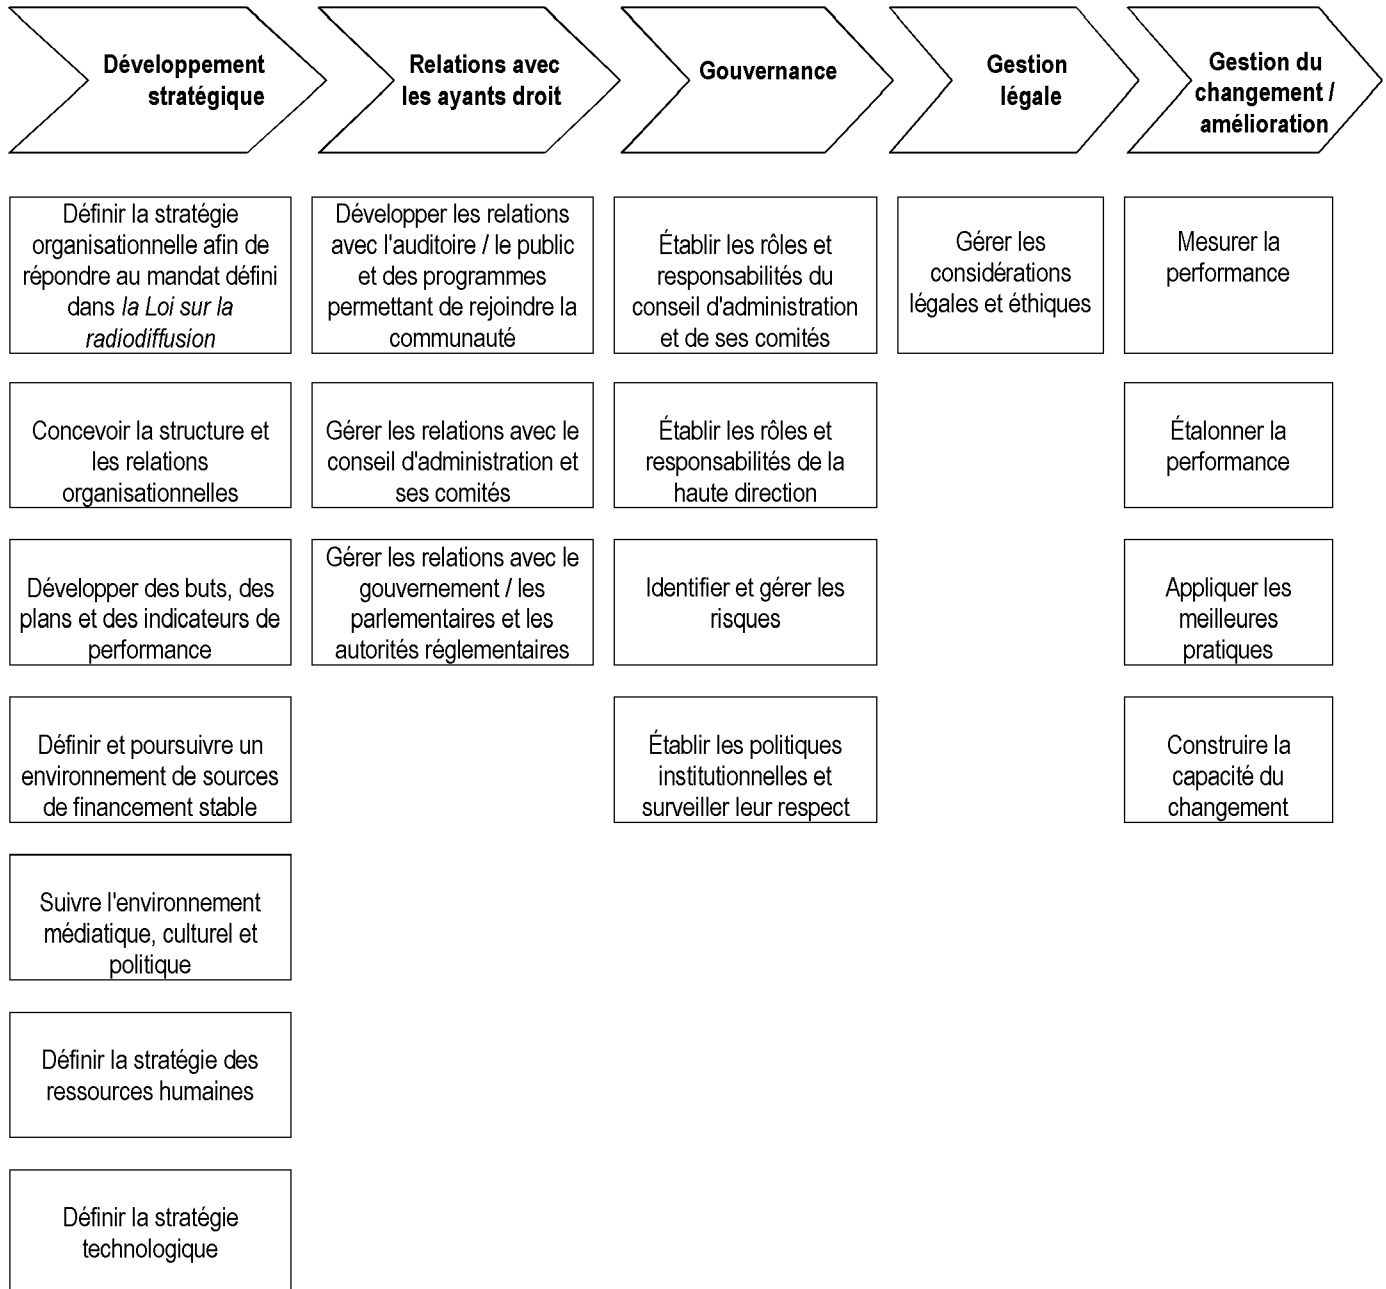 Développement
stratégique
Relations avec
les ayants droit
Gouvernance
Gestion
légale
Gestion du
changement /
amélioration
Définir la stratégie
organisationnelle afin de
répondre au mandat défini
dans la Loi sur la
radiodiffusion
Développer les relations
avec l'auditoire / le public
et des programmes
permettant de rejoindre la
communauté
Établir les rôles et
responsabilités du
conseil d'administration
et de ses comités
Gérer les
considérations
légales et éthiques
Mesurer la
performance
Concevoir la structure et
les relations
organisationnelles
Gérer les relations avec le
conseil d'administration et
ses comités
Établir les rôles et
responsabilités de la
haute direction
Étalonner la
performance
Développer des buts, des
plans et des indicateurs de
performance
Gérer les relations avec le
gouvernement / les
parlementaires et les
autorités réglementaires
Identifier et gérer les
risques
Appliquer les
meilleures
pratiques
Définir et poursuivre un
environnement de sources
de financement stable
Établir les politiques
institutionnelles et
surveiller leur respect
Construire la
capacité du
changement
Suivre l'environnement
médiatique, culturel et
politique
Définir la stratégie des
ressources humaines
Définir la stratégie
technologique